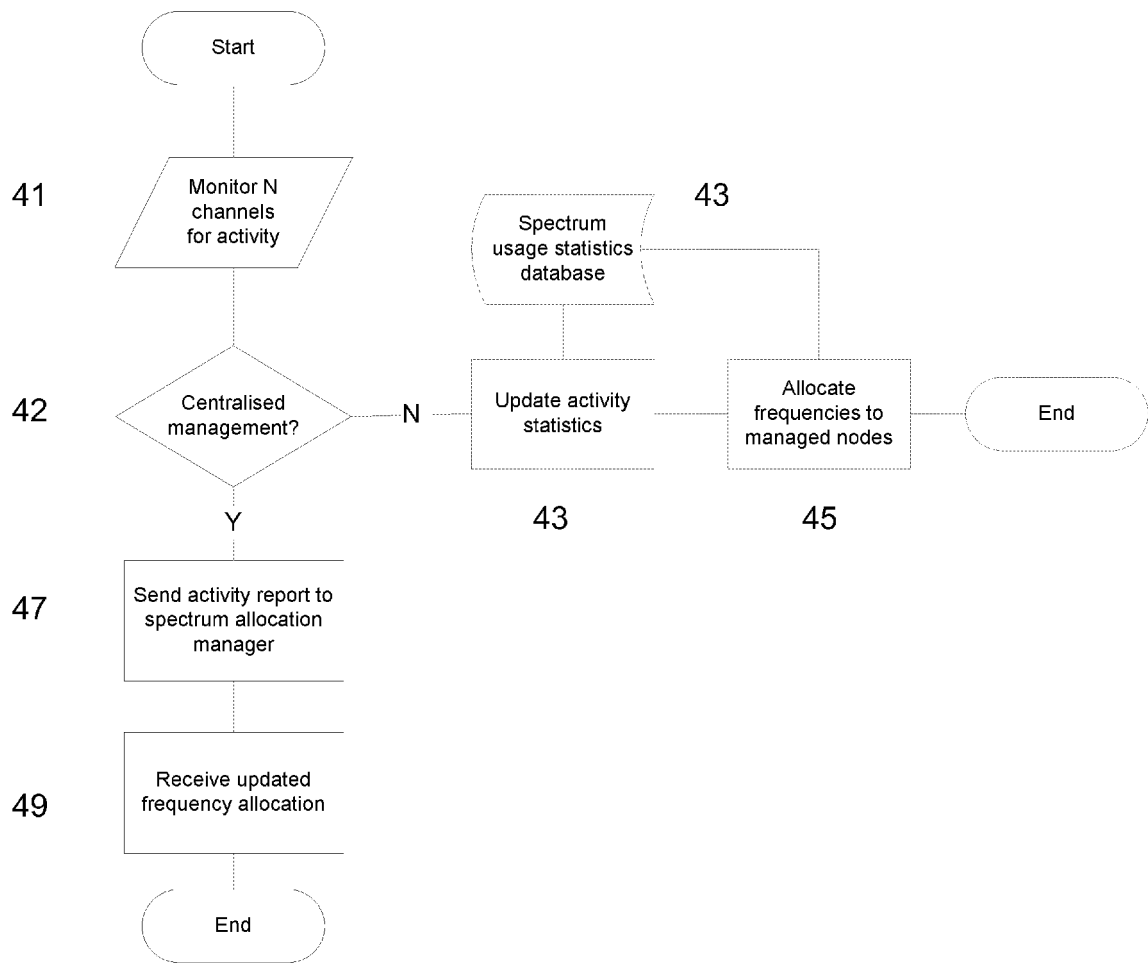 Start
41
Monitor N
channels
for activity
43
Spectrum
usage statistics
database
42
Centralised
management?
N
Update activity
statistics
Allocate
frequencies to
managed nodes
End
43
45
Y
47
Send activity report to
spectrum allocation
manager
49
Receive updated
frequency allocation
End